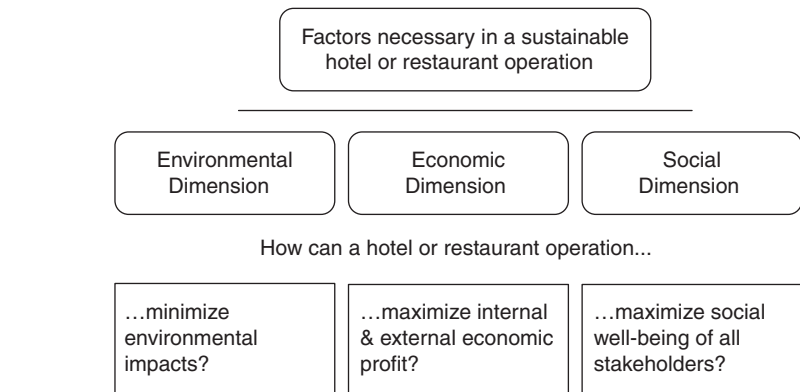 Factors necessary in a sustainable
hotel or restaurant operation
Environmental
Dimension
Economic
Dimension
Social
Dimension
How can a hotel or restaurant operation...
…minimize
environmental
impacts?
…maximize internal
& external economic
profit?
…maximize social
well-being of all
stakeholders?